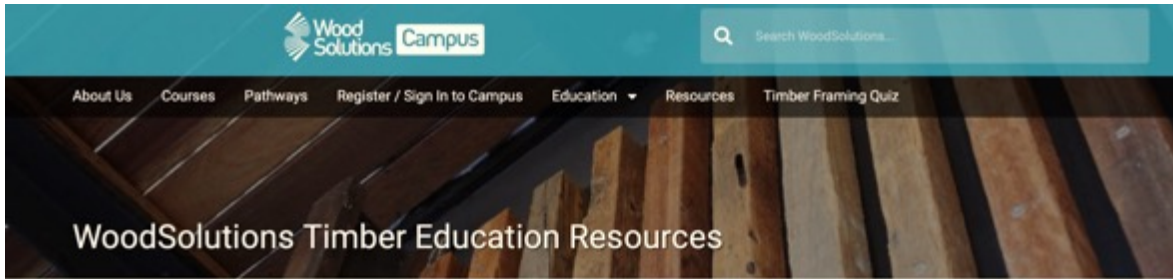 Wood
Solutions Campus
Search WoodSolutions...
About Us Courses Pathways Register / Sign In to Campus Education Resources Timber Framing Quiz
WoodSolutions Timber Education Resources